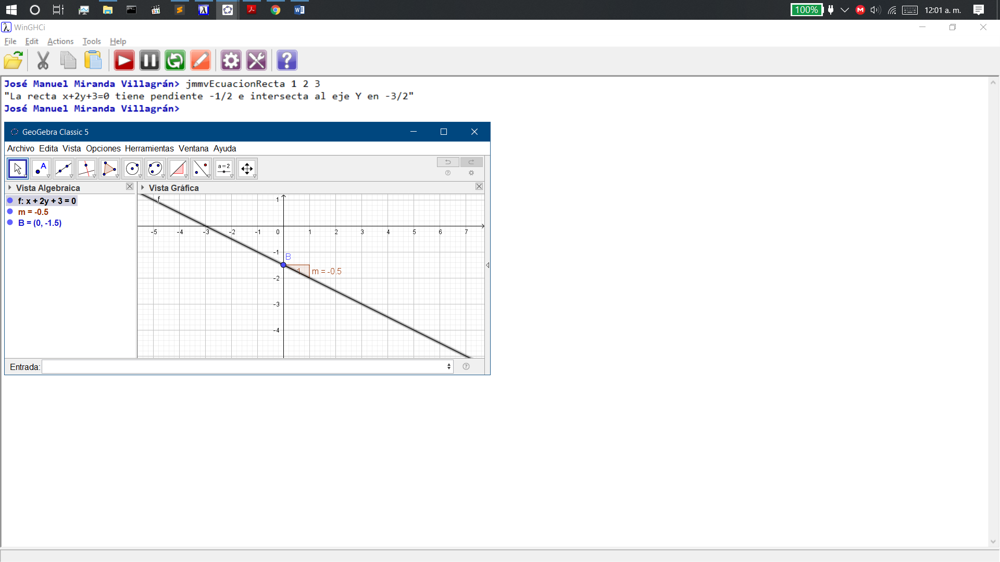 100%
12:01 a. m.
WinGHCi
File Edit Actions Tools Help
José Manuel Miranda Villagrán> jmmvEcuacionRecta 1 2 3
"La recta x+2y+3=0 tiene pendiente -1/2 e intersecta al eje Y en -3/2"
José Manuel Miranda Villagrán>
GeoGebra Classic 5
Archivo Edita Vista Opciones Herramientas Ventana Ayuda
A
a=2
Vista Algebraica
Vista Gráfica
f: x + 2y + 3 = 0
m = -0.5
B = (0, -1.5)
f
1
-5 -4 -3 -2 -1 0 1 2 3 4 5 6 7
-1
B
1 m = -0.5
-2
-3
-4
Entrada: